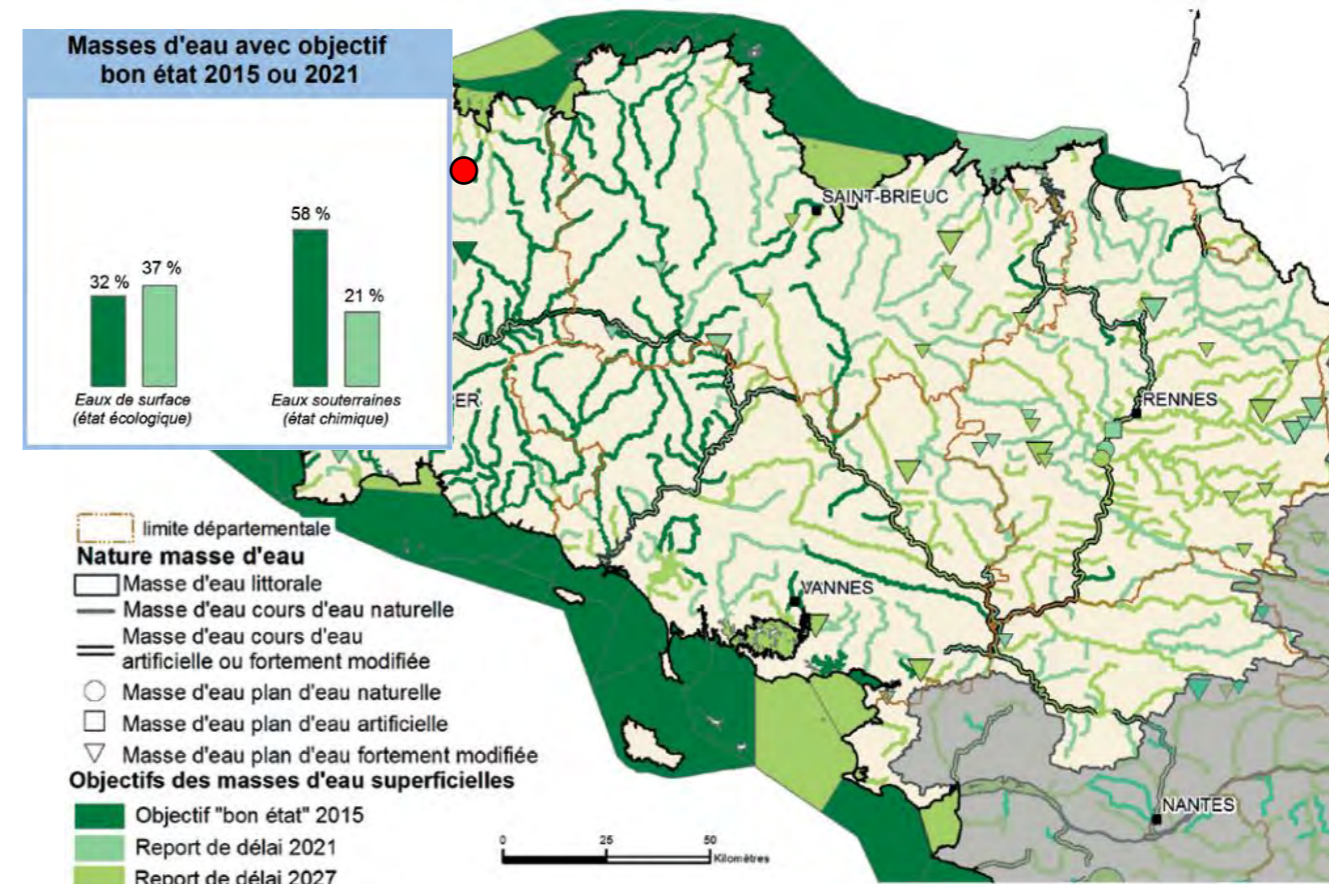 Masses d'eau avec objectif
bon état 2015 ou 2021
58 %
32 %
37 %
21 %
Eaux de surface
(état écologique)
Eaux souterraines
(état chimique)
SAINT-BRIEUC
RENNES
VANNES
NANTES
limite départementale
Nature masse d'eau
Masse d'eau littorale
Masse d'eau cours d'eau naturelle
Masse d'eau cours d'eau
artificielle ou fortement modifiée
Masse d'eau plan d'eau naturelle
Masse d'eau plan d'eau artificielle
Masse d'eau plan d'eau fortement modifiée
Objectifs des masses d'eau superficielles
Objectif "bon état" 2015
Report de délai 2021
Report de délai 2027
0 25 50
Kilomètres